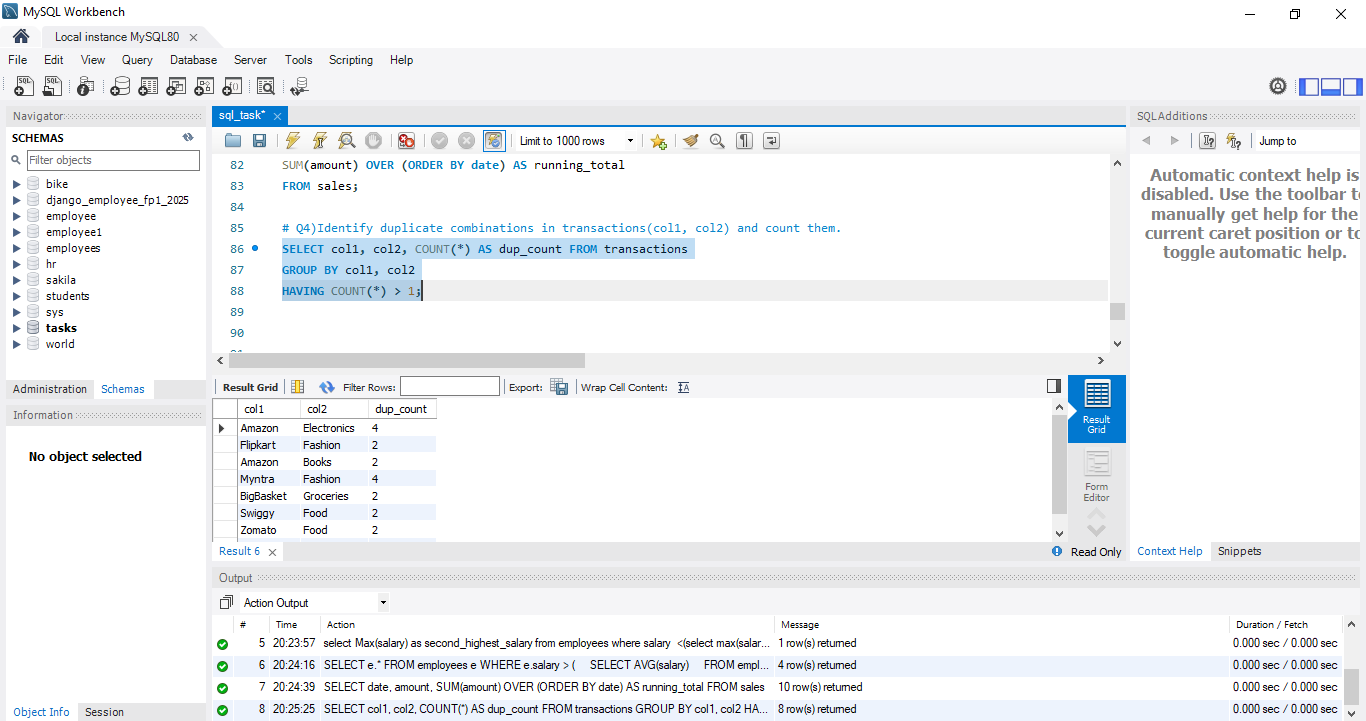 MySQL Workbench
Local instance MySQL80
File Edit View Query Database Server Tools Scripting Help
Navigator
SCHEMAS
Filter objects
bike
django_employee_fp1_2025
employee
employee1
employees
hr
sakila
students
sys
tasks
world
Administration Schemas
Information
No object selected
Object Info Session
sql_task*
Limit to 1000 rows
82 SUM(amount) OVER (ORDER BY date) AS running_total
83 FROM sales;
84
85 # Q4)Identify duplicate combinations in transactions(col1, col2) and count them.
86 SELECT col1, col2, COUNT(*) AS dup_count FROM transactions
87 GROUP BY col1, col2
88 HAVING COUNT(*) > 1;
89
90
Result Grid Filter Rows: Export: Wrap Cell Content:
col1 col2 dup_count
Amazon Electronics 4
Flipkart Fashion 2
Amazon Books 2
Myntra Fashion 4
BigBasket Groceries 2
Swiggy Food 2
Zomato Food 2
Result Grid
Form Editor
Result 6
Read Only
SQLAdditions
Jump to
Automatic context help is
disabled. Use the toolbar to
manually get help for the
current caret position or to
toggle automatic help.
Context Help Snippets
Output
Action Output
# Time Action Message Duration / Fetch
5 20:23:57 select Max(salary) as second_highest_salary from employees where salary <(select max(salar... 1 row(s) returned 0.000 sec / 0.000 sec
6 20:24:16 SELECT e.* FROM employees e WHERE e.salary > ( SELECT AVG(salary) FROM empl... 4 row(s) returned 0.000 sec / 0.000 sec
7 20:24:39 SELECT date, amount, SUM(amount) OVER (ORDER BY date) AS running_total FROM sales 10 row(s) returned 0.000 sec / 0.000 sec
8 20:25:25 SELECT col1, col2, COUNT(*) AS dup_count FROM transactions GROUP BY col1, col2 HA... 8 row(s) returned 0.000 sec / 0.000 sec